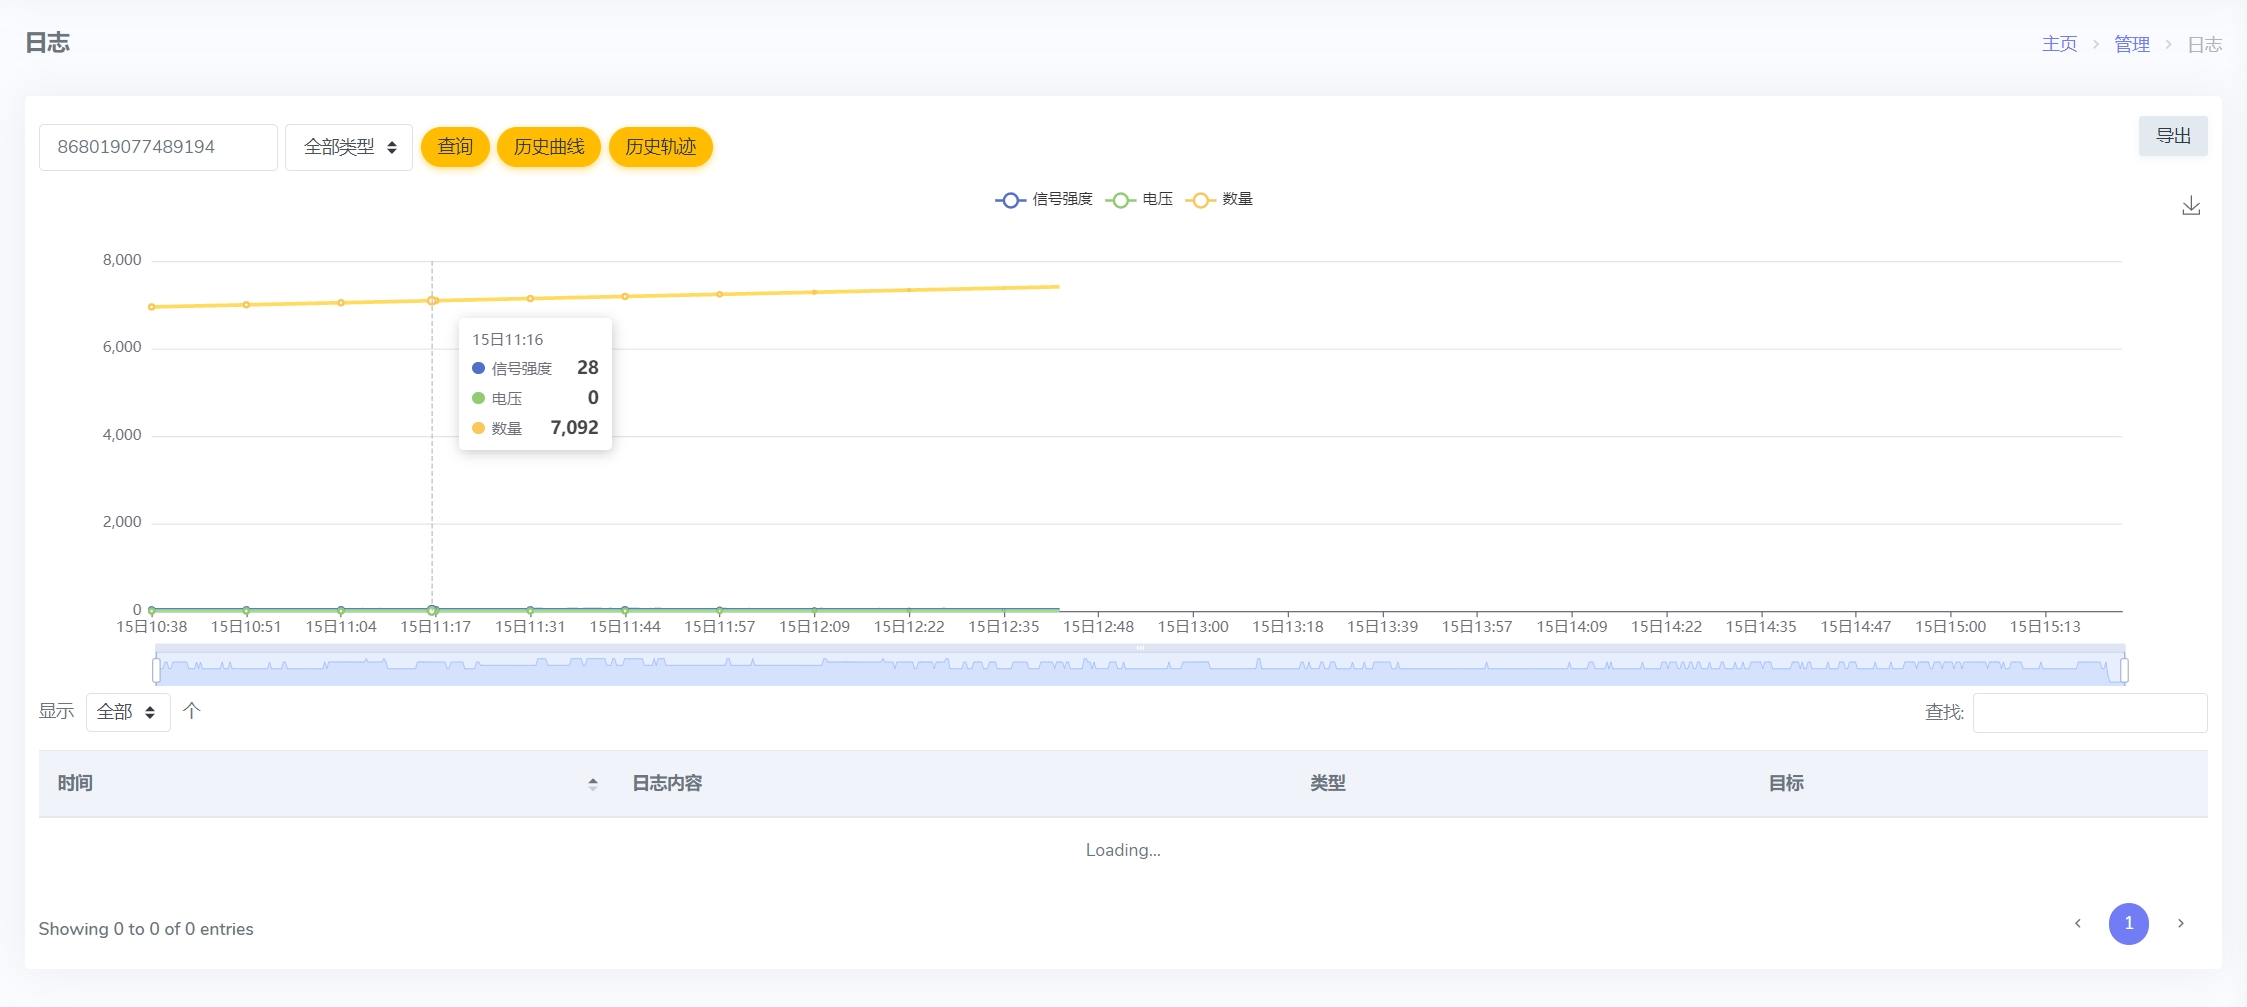 日志
主页 > 管理 > 日志
868019077489194 全部类型 查询 历史曲线 历史轨迹 导出
信号强度 电压 数量
8,000
6,000
4,000
2,000
0
15日11:16
信号强度 28
电压 0
数量 7,092
15日10:38 15日10:51 15日11:04 15日11:17 15日11:31 15日11:44 15日11:57 15日12:09 15日12:22 15日12:35 15日12:48 15日13:00 15日13:18 15日13:39 15日13:57 15日14:09 15日14:22 15日14:35 15日14:47 15日15:00 15日15:13
显示 全部 个 查找:
时间 日志内容 类型 目标
Loading...
Showing 0 to 0 of 0 entries
‹ 1 ›